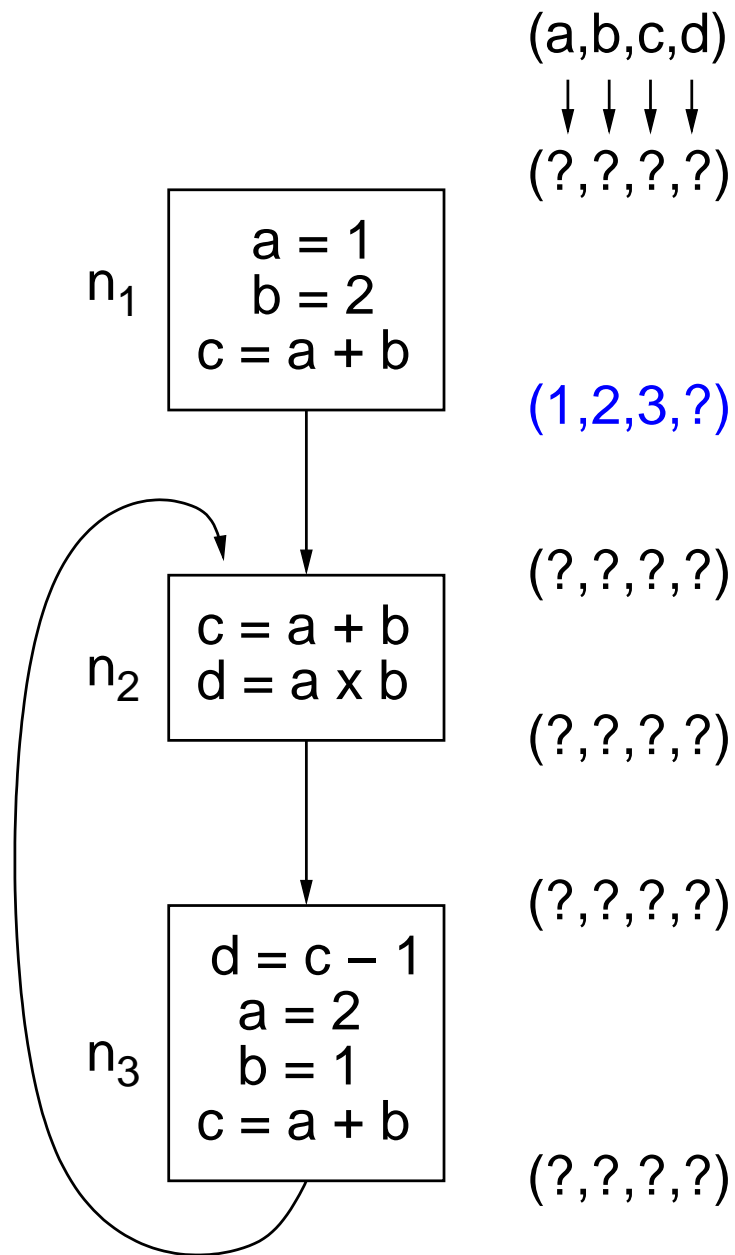 (a,b,c,d)
(?,?,?,?)
n₁
a = 1
b = 2
c = a + b
(1,2,3,?)
(?,?,?,?)
n₂
c = a + b
d = a x b
(?,?,?,?)
(?,?,?,?)
n₃
d = c – 1
a = 2
b = 1
c = a + b
(?,?,?,?)